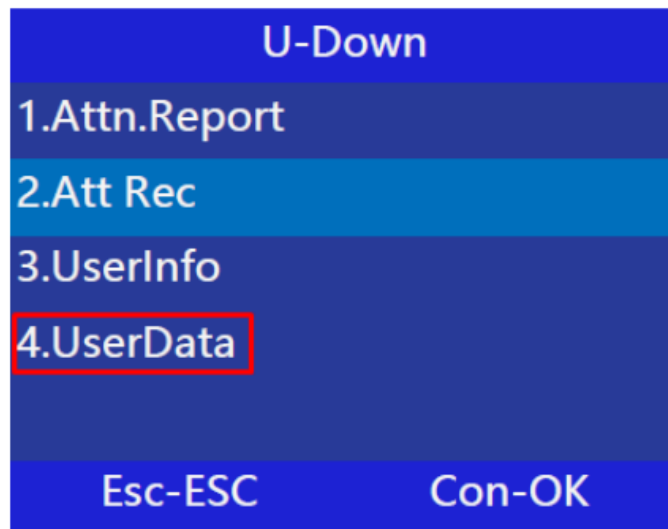 U-Down
1.Attn.Report
2.Att Rec
3.UserInfo
4.UserData
Esc-ESC Con-OK